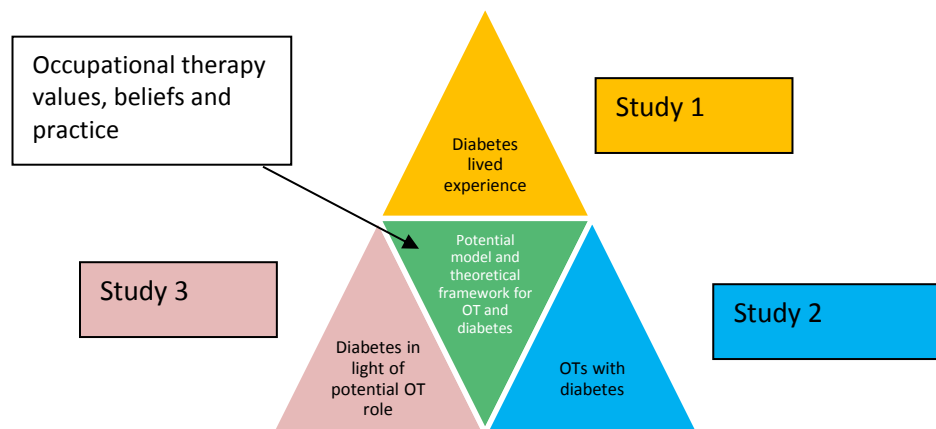 Occupational therapy
values, beliefs and
practice
Study 1
Diabetes
lived
experience
Potential
model and
theoretical
framework for
OT and
diabetes
Study 3
Study 2
Diabetes in
light of
potential OT
role
OTs with
diabetes